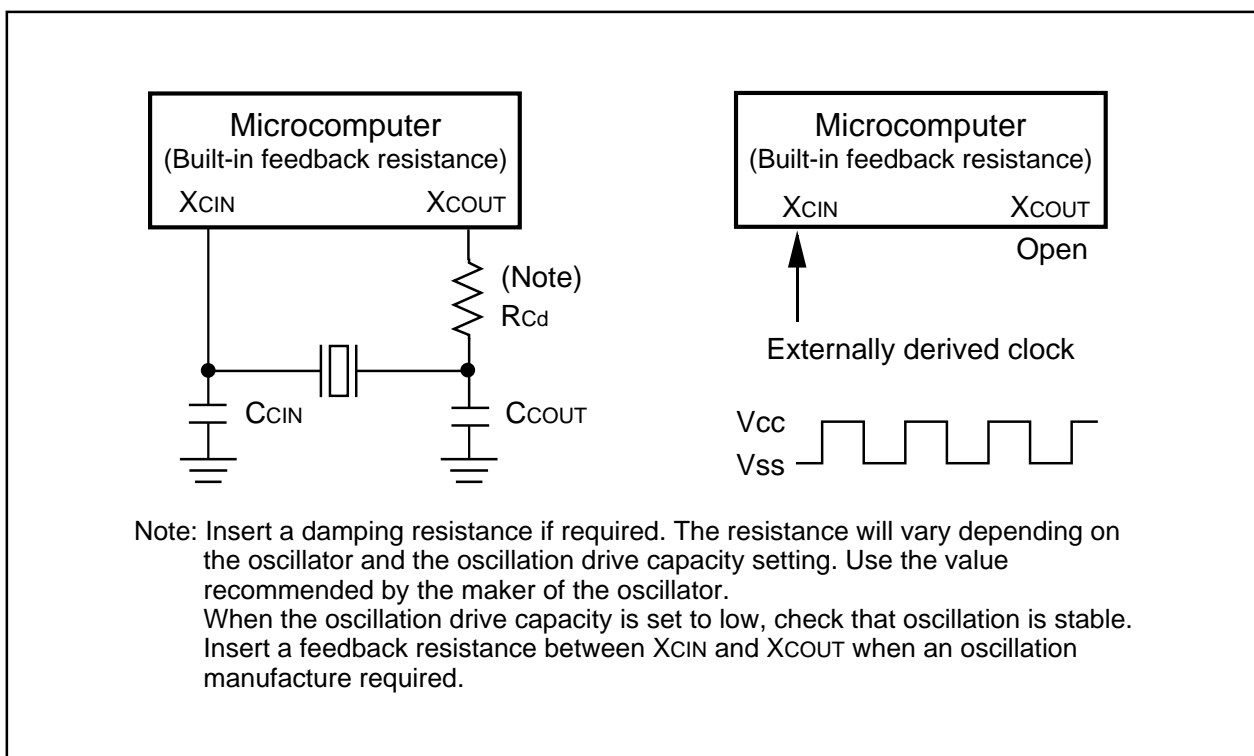 Microcomputer
(Built-in feedback resistance)
XCIN
XCOUT
(Note)
RCd
CCIN
CCOUT
Microcomputer
(Built-in feedback resistance)
XCIN
XCOUT
Open
Externally derived clock
Vcc
Vss
Note: Insert a damping resistance if required. The resistance will vary depending on
the oscillator and the oscillation drive capacity setting. Use the value
recommended by the maker of the oscillator.
When the oscillation drive capacity is set to low, check that oscillation is stable.
Insert a feedback resistance between XCIN and XCOUT when an oscillation
manufacture required.